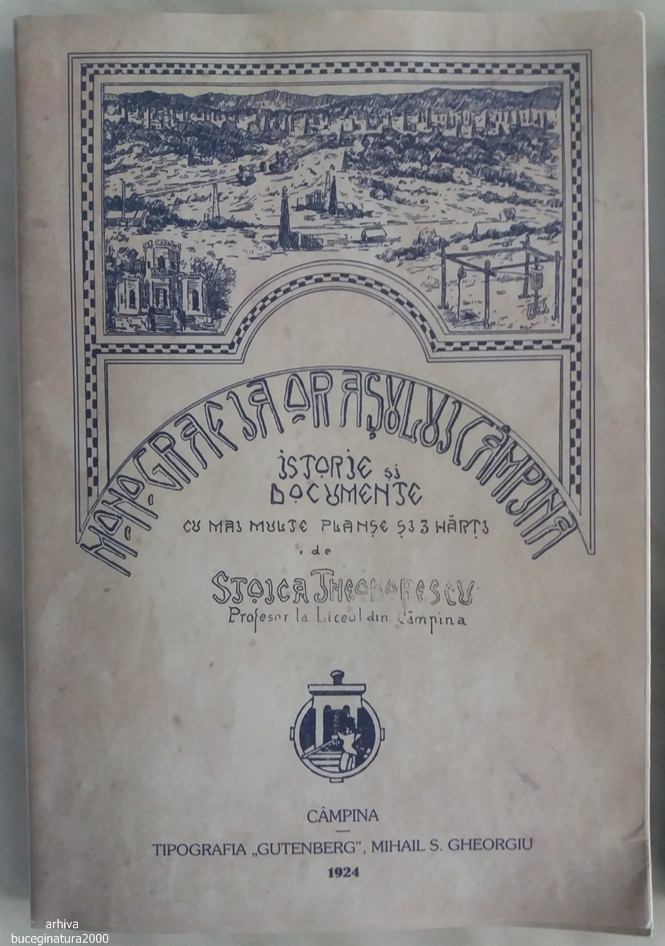 MONOGRAFIA ORAȘULUI CÂMPINA
ISTORIE și
DOCUMENTE
CU MAI MULTE PLANȘE ȘI 3 HĂRȚI
de
STOICA THEODORESCU
Profesor la Liceul din Câmpina
CÂMPINA
TIPOGRAFIA „GUTENBERG”, MIHAIL S. GHEORGIU
1924
arhiva
buceginatura2000